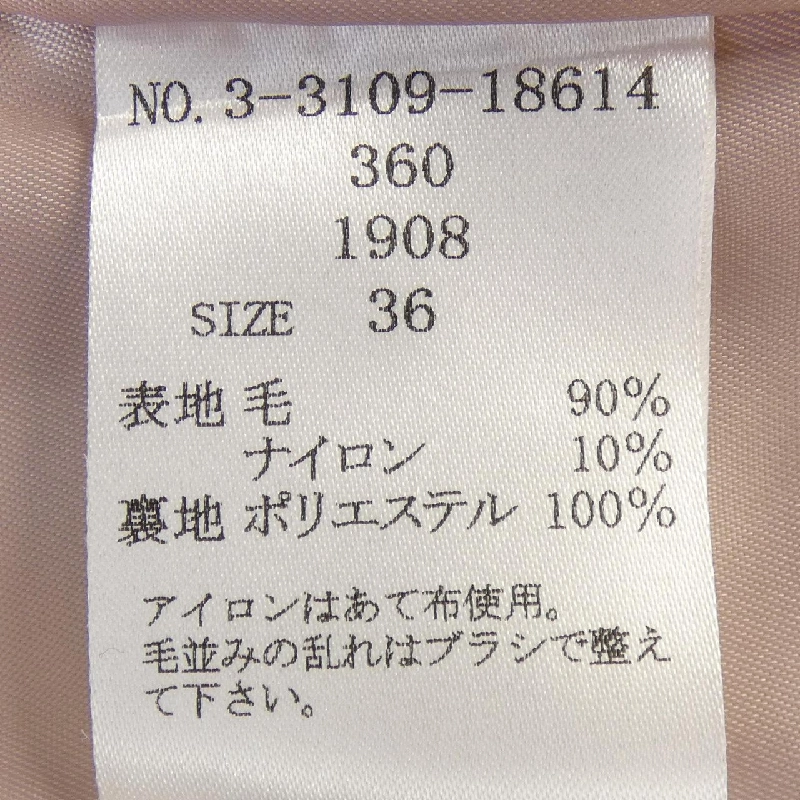 NO. 3-3109-18614
360
1908
SIZE 36
表地 毛 90%
ナイロン 10%
裏地 ポリエステル 100%
アイロンはあて布使用。
毛並みの乱れはブラシで整え
て下さい。